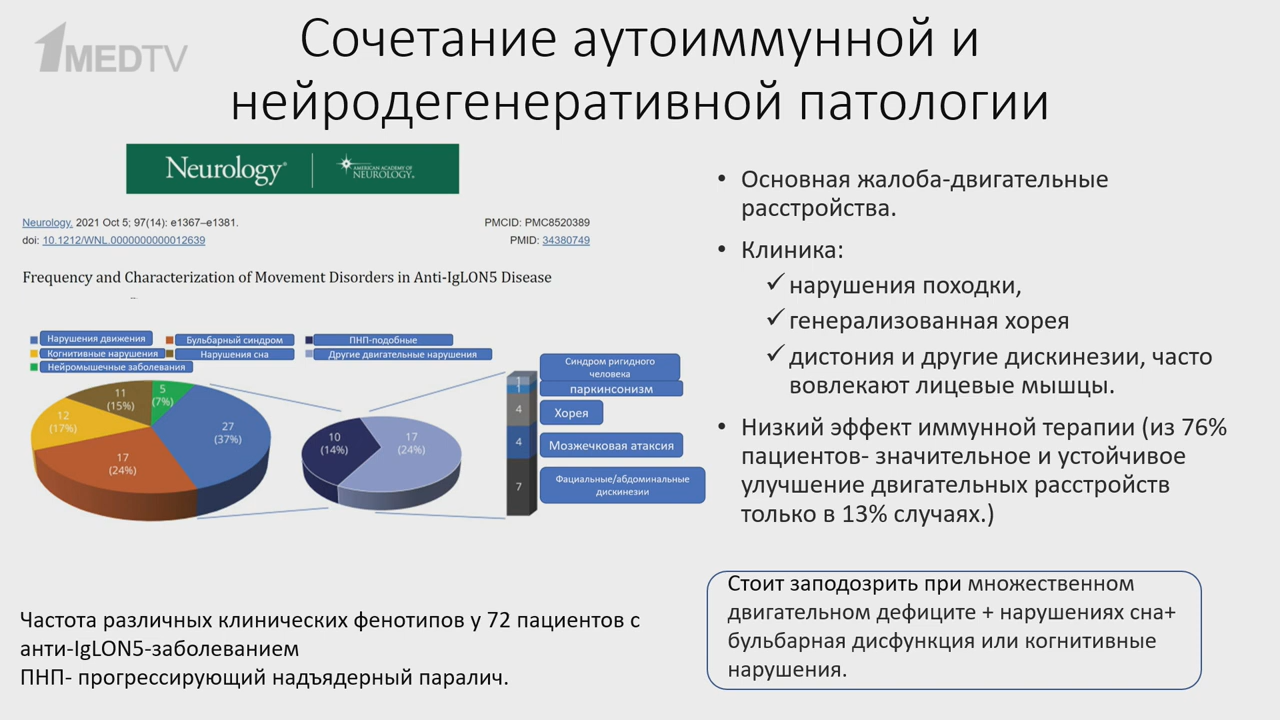 1MEDTV
Сочетание аутоиммунной и
нейродегенеративной патологии
Neurology®
AMERICAN ACADEMY OF
NEUROLOGY.
Neurology. 2021 Oct 5; 97(14): e1367–e1381.
PMCID: PMC8520389
doi: 10.1212/WNL.0000000000012639
PMID: 34380749
Frequency and Characterization of Movement Disorders in Anti-IgLON5 Disease
Нарушения движения
Бульбарный синдром
ПНП-подобные
Когнитивные нарушения
Нарушения сна
Другие двигательные нарушения
Нейромышечные заболевания
5
(7%)
11
(15%)
12
(17%)
27
(37%)
17
(24%)
10
(14%)
17
(24%)
1
1
4
4
7
Синдром ригидного
человека
паркинсонизм
Хорея
Мозжечковая атаксия
Фациальные/абдоминальные
дискинезии
Частота различных клинических фенотипов у 72 пациентов с
анти-IgLON5-заболеванием
ПНП- прогрессирующий надъядерный паралич.
• Основная жалоба-двигательные
расстройства.
• Клиника:
✓ нарушения походки,
✓ генерализованная хорея
✓ дистония и другие дискинезии, часто
вовлекают лицевые мышцы.
• Низкий эффект иммунной терапии (из 76%
пациентов- значительное и устойчивое
улучшение двигательных расстройств
только в 13% случаях.)
Стоит заподозрить при множественном
двигательном дефиците + нарушениях сна+
бульбарная дисфункция или когнитивные
нарушения.